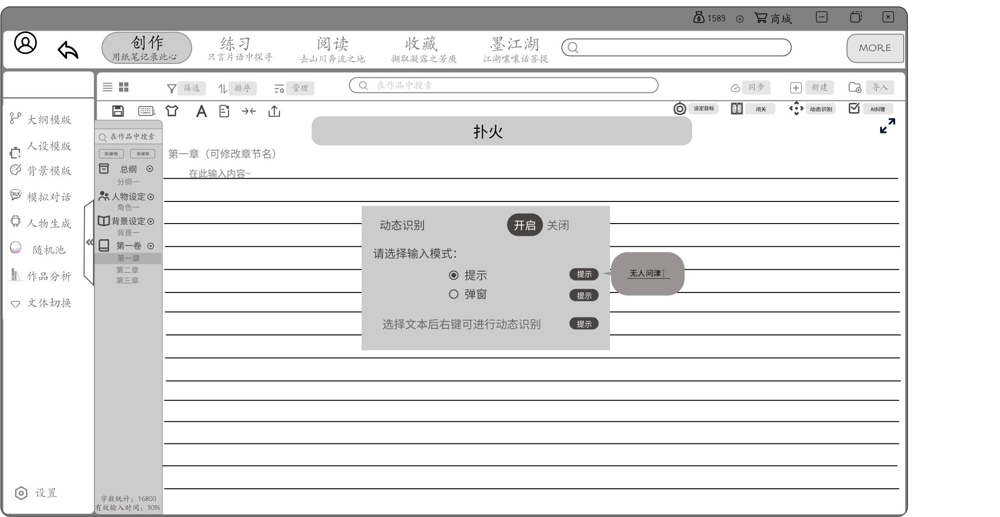 1583
商城
创作
用纸笔记录此心
练习
只言片语中探寻
阅读
去山川奔流之地
收藏
撷取凝露之芳庾
墨江湖
江湖嚷嚷话菩提
MORE
筛选
排序
管理
在作品中搜索
同步
新建
导入
设定目标
闭关
动态识别
AI纠错
大纲模版
人设模版
背景模版
TALK
模拟对话
人物生成
随机池
作品分析
文体切换
设置
在作品中搜索
新建卷
新建章
总纲
分纲一
人物设定
角色一
背景设定
背景一
第一卷
第一章
第二章
第三章
字数统计：16800
有效输入时间：30%
扑火
第一章（可修改章节名）
在此输入内容~
动态识别
开启
关闭
请选择输入模式：
提示
提示
弹窗
提示
选择文本后右键可进行动态识别
提示
无人问津